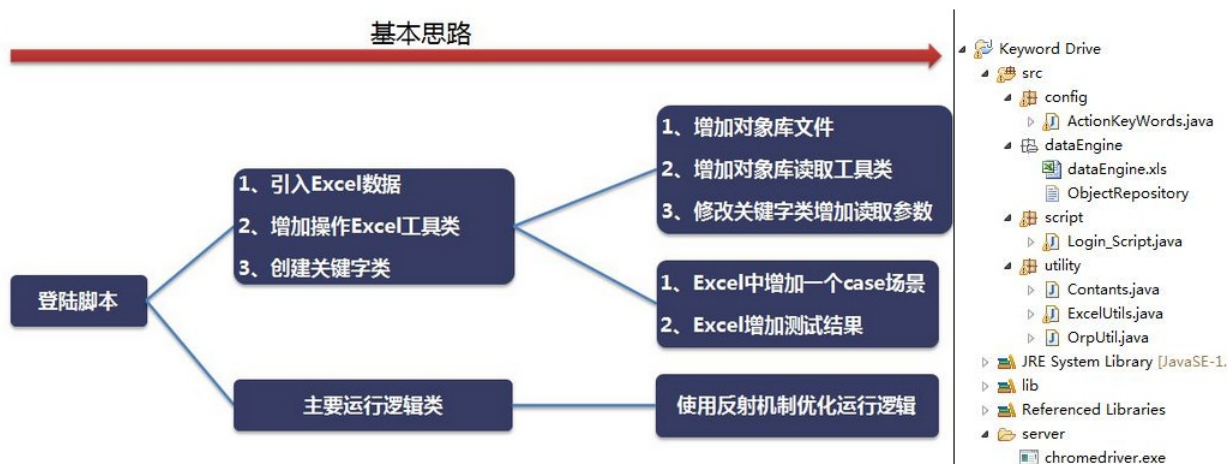 基本思路
登陆脚本
1、引入Excel数据
2、增加操作Excel工具类
3、创建关键字类
主要运行逻辑类
1、增加对象库文件
2、增加对象库读取工具类
3、修改关键字类增加读取参数
1、Excel中增加一个case场景
2、Excel增加测试结果
使用反射机制优化运行逻辑
Keyword Drive
src
config
ActionKeyWords.java
dataEngine
dataEngine.xls
ObjectRepository
script
Login_Script.java
utility
Contants.java
ExcelUtils.java
OrpUtil.java
JRE System Library [JavaSE-1.
lib
Referenced Libraries
server
chromedriver.exe